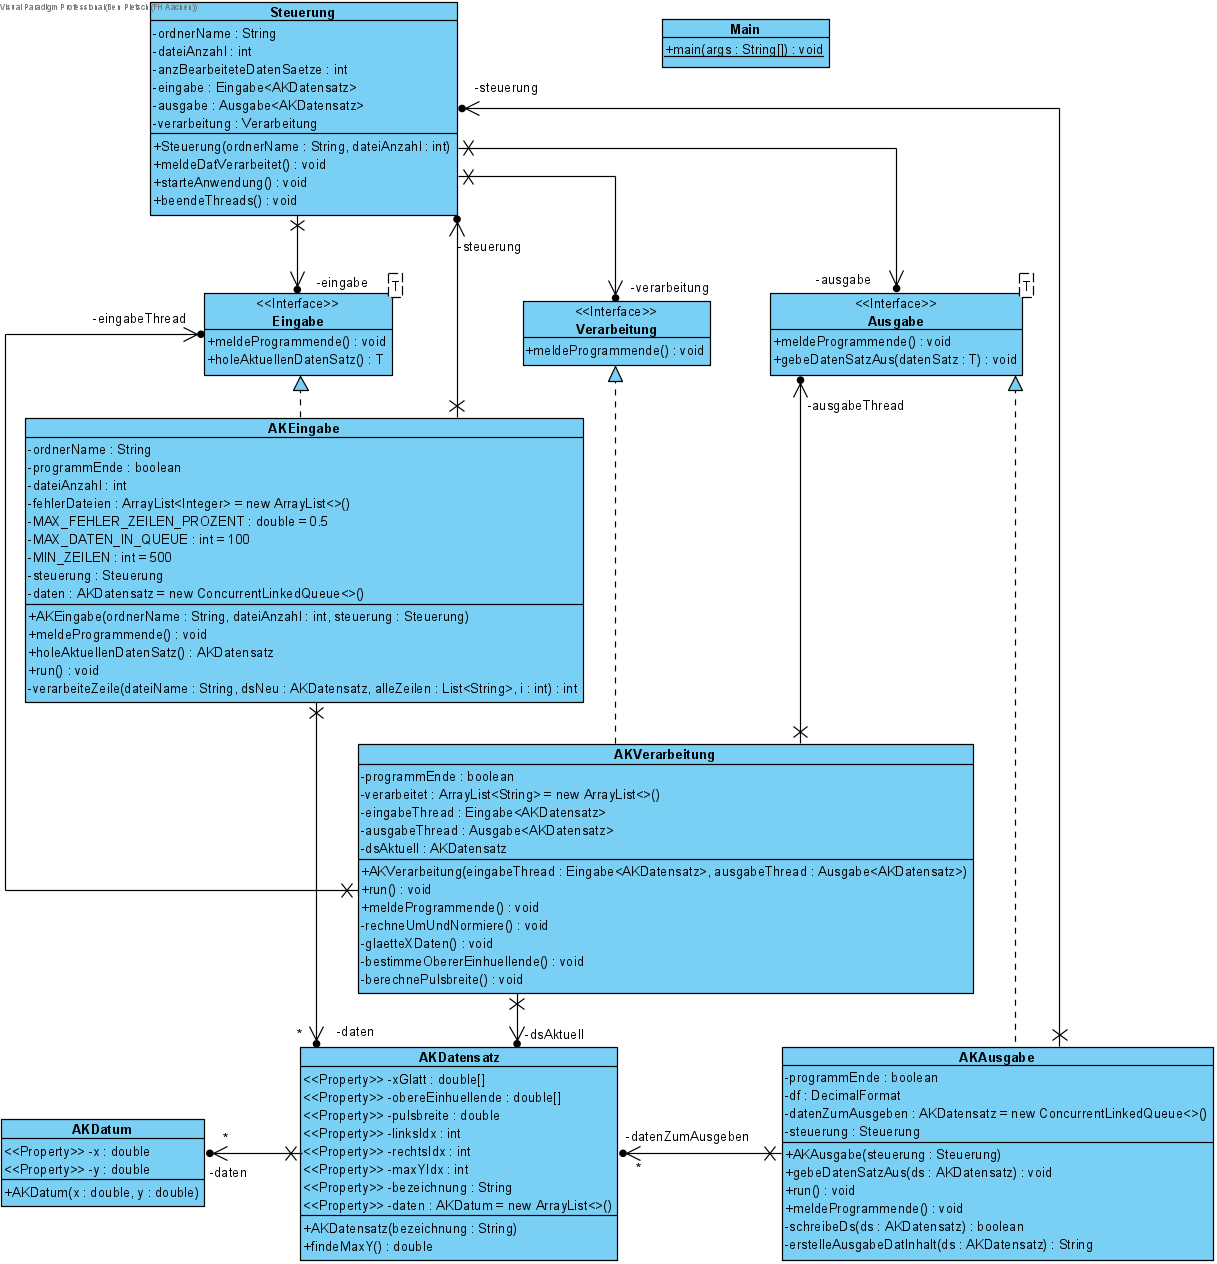 Visual Paradigm Professional(Ben Pietsch(FH Aachen))
Steuerung
-ordnerName : String
-dateiAnzahl : int
-anzBearbeiteteDatenSaetze : int
-eingabe : Eingabe<AKDatensatz>
-ausgabe : Ausgabe<AKDatensatz>
-verarbeitung : Verarbeitung
+Steuerung(ordnerName : String, dateiAnzahl : int)
+meldeDatVerarbeitet() : void
+starteAnwendung() : void
+beendeThreads() : void
Main
+main(args : String[]) : void
-steuerung
-steuerung
-eingabe
-verarbeitung
-ausgabe
-eingabeThread
T
<<Interface>>
Eingabe
+meldeProgrammende() : void
+holeAktuellenDatenSatz() : T
<<Interface>>
Verarbeitung
+meldeProgrammende() : void
T
<<Interface>>
Ausgabe
+meldeProgrammende() : void
+gebeDatenSatzAus(datenSatz : T) : void
-ausgabeThread
AKEingabe
-ordnerName : String
-programmEnde : boolean
-dateiAnzahl : int
-fehlerDateien : ArrayList<Integer> = new ArrayList<>()
-MAX_FEHLER_ZEILEN_PROZENT : double = 0.5
-MAX_DATEN_IN_QUEUE : int = 100
-MIN_ZEILEN : int = 500
-steuerung : Steuerung
-daten : AKDatensatz = new ConcurrentLinkedQueue<>()
+AKEingabe(ordnerName : String, dateiAnzahl : int, steuerung : Steuerung)
+meldeProgrammende() : void
+holeAktuellenDatenSatz() : AKDatensatz
+run() : void
-verarbeiteZeile(dateiName : String, dsNeu : AKDatensatz, alleZeilen : List<String>, i : int) : int
AKVerarbeitung
-programmEnde : boolean
-verarbeitet : ArrayList<String> = new ArrayList<>()
-eingabeThread : Eingabe<AKDatensatz>
-ausgabeThread : Ausgabe<AKDatensatz>
-dsAktuell : AKDatensatz
+AKVerarbeitung(eingabeThread : Eingabe<AKDatensatz>, ausgabeThread : Ausgabe<AKDatensatz>)
+run() : void
+meldeProgrammende() : void
-rechneUmUndNormiere() : void
-glaetteXDaten() : void
-bestimmeObererEinhuellende() : void
-berechnePulsbreite() : void
*
-daten
-dsAktuell
AKDatensatz
<<Property>> -xGlatt : double[]
<<Property>> -obereEinhuellende : double[]
<<Property>> -pulsbreite : double
<<Property>> -linksIdx : int
<<Property>> -rechtsIdx : int
<<Property>> -maxYIdx : int
<<Property>> -bezeichnung : String
<<Property>> -daten : AKDatum = new ArrayList<>()
+AKDatensatz(bezeichnung : String)
+findeMaxY() : double
AKDatum
<<Property>> -x : double
<<Property>> -y : double
+AKDatum(x : double, y : double)
*
-daten
-datenZumAusgeben
*
AKAusgabe
-programmEnde : boolean
-df : DecimalFormat
-datenZumAusgeben : AKDatensatz = new ConcurrentLinkedQueue<>()
-steuerung : Steuerung
+AKAusgabe(steuerung : Steuerung)
+gebeDatenSatzAus(ds : AKDatensatz) : void
+run() : void
+meldeProgrammende() : void
-schreibeDs(ds : AKDatensatz) : boolean
-erstelleAusgabeDatInhalt(ds : AKDatensatz) : String